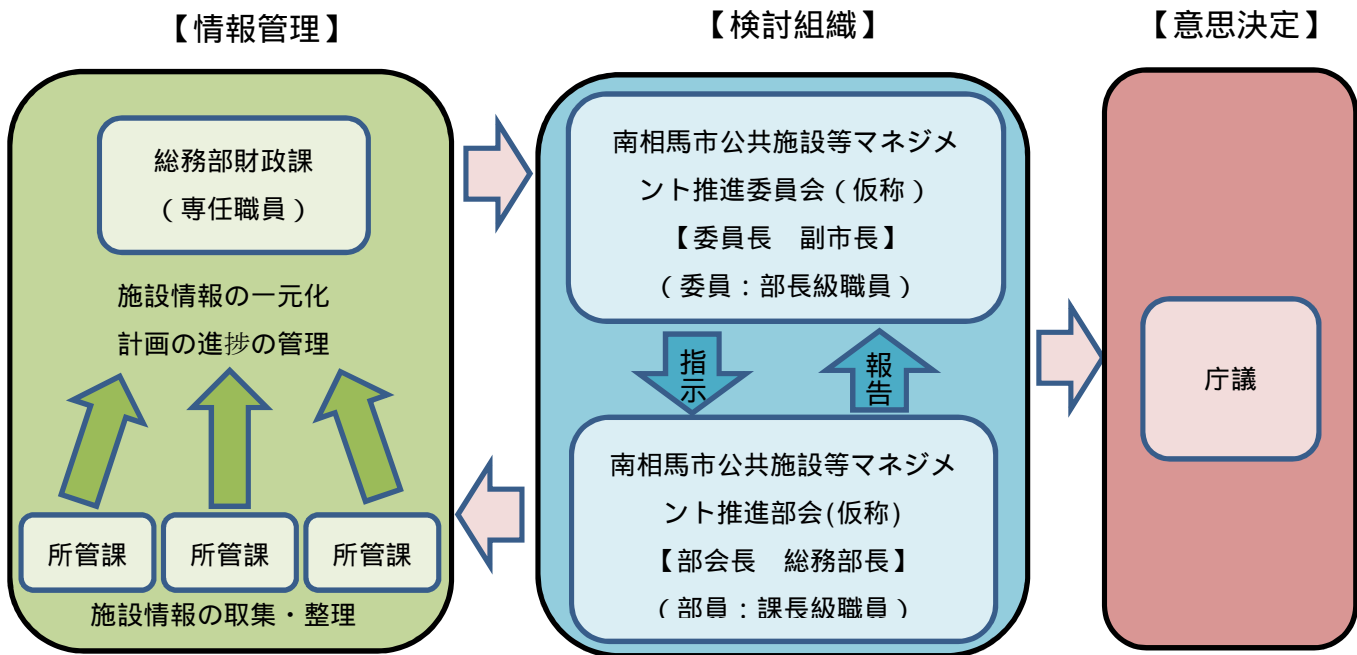 【情報管理】
総務部財政課
（専任職員）
施設情報の一元化
計画の進捗の管理
所管課
所管課
所管課
施設情報の取集・整理
【検討組織】
南相馬市公共施設等マネジメ
ント推進委員会（仮称）
【委員長　副市長】
（委員：部長級職員）
指示
報告
南相馬市公共施設等マネジメ
ント推進部会(仮称)
【部会長　総務部長】
（部員：課長級職員）
【意思決定】
庁議